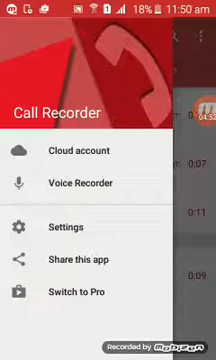 18% 11:50 am
Call Recorder
Cloud account
Voice Recorder
0:07
04:52
Settings
0:11
Share this app
0:09
Switch to Pro
Recorded by Mobizen